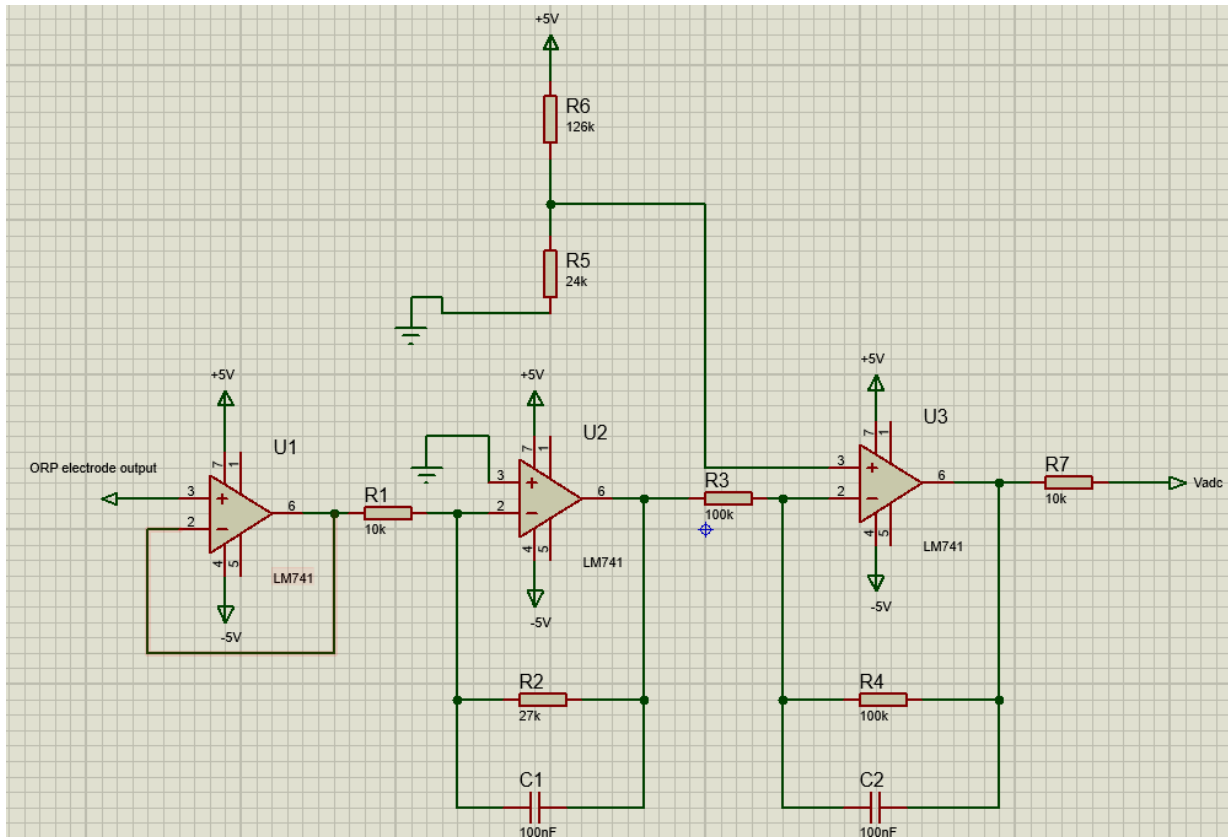 +5V
R6
126k
R5
24k
+5V
U1
ORP electrode output
7
1
3
2
6
4
5
LM741
-5V
R1
10k
+5V
U2
7
1
3
2
6
4
5
LM741
-5V
R2
27k
C1
100nF
R3
100k
+5V
U3
7
1
3
2
6
4
5
LM741
-5V
R7
10k
Vadc
R4
100k
C2
100nF